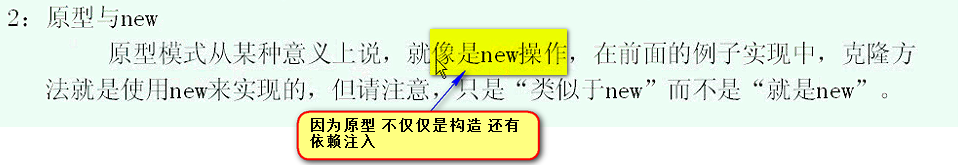 2：原型与new
原型模式从某种意义上说，就像是new操作，在前面的例子实现中，克隆方
法就是使用new来实现的，但请注意，只是“类似于new”而不是“就是new”。
因为原型 不仅仅是构造 还有
依赖注入